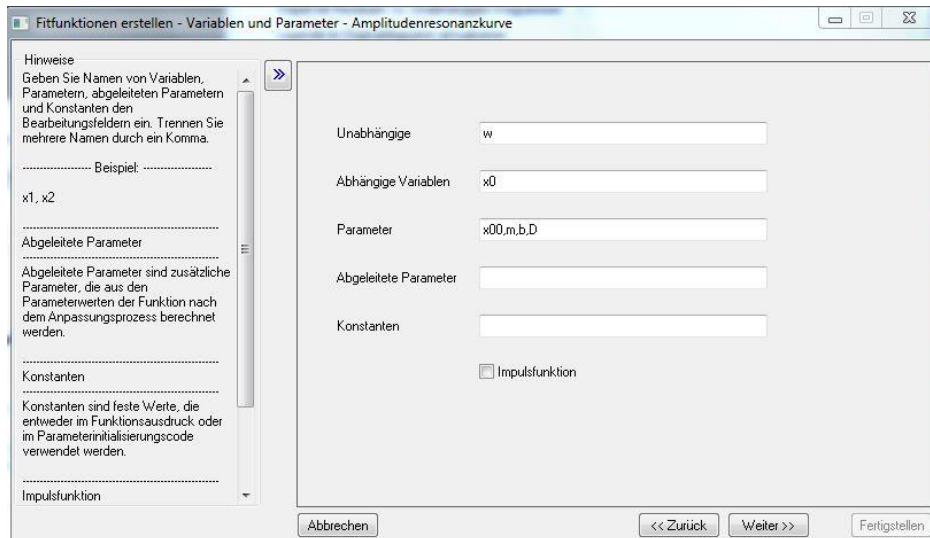 Fitfunktionen erstellen - Variablen und Parameter - Amplitudenresonanzkurve
Hinweise
Geben Sie Namen von Variablen,
Parametern, abgeleiteten Parametern
und Konstanten den
Bearbeitungsfeldern ein. Trennen Sie
mehrere Namen durch ein Komma.
-------------------- Beispiel: --------------------
x1, x2
Abgeleitete Parameter
Abgeleitete Parameter sind zusätzliche
Parameter, die aus den
Parameterwerten der Funktion nach
dem Anpassungsprozess berechnet
werden.
Konstanten
Konstanten sind feste Werte, die
entweder im Funktionsausdruck oder
im Parameterinitialisierungscode
verwendet werden.
Impulsfunktion
Unabhängige
w
Abhängige Variablen
x0
Parameter
x00,m,b,D
Abgeleitete Parameter
Konstanten
Impulsfunktion
Abbrechen
<< Zurück
Weiter >>
Fertigstellen